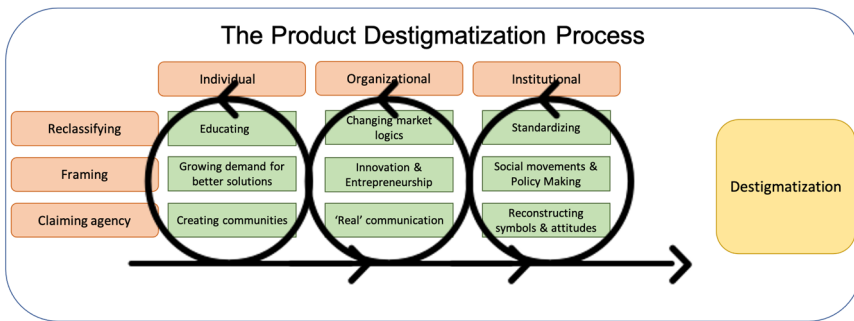 The Product Destigmatization Process
Individual
Organizational
Institutional
Reclassifying
Educating
Changing market
logics
Standardizing
Framing
Growing demand for
better solutions
Innovation &
Entrepreneurship
Social movements &
Policy Making
Destigmatization
Claiming agency
Creating communities
‘Real’ communication
Reconstructing
symbols & attitudes